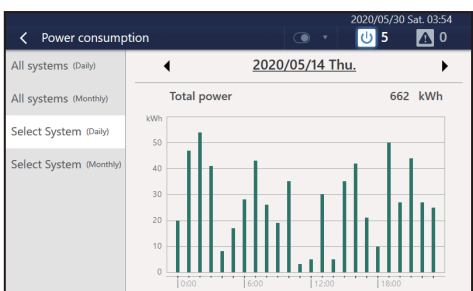 2020/05/30 Sat. 03:54
Power consumption
5
0
All systems (Daily)
All systems (Monthly)
Select System (Daily)
Select System (Monthly)
2020/05/14 Thu.
Total power 662 kWh
kWh
50
40
30
20
10
0
0:00 6:00 12:00 18:00